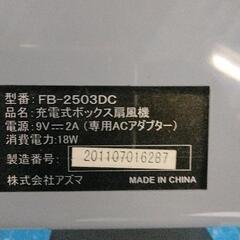 型番: FB-2503DC
品名: 充電式ボックス扇風機
電源: 9V⎓2A (専用ACアダプター)
消費電力: 18W
製造番号: 201107016287
株式会社アズマ MADE IN CHINA